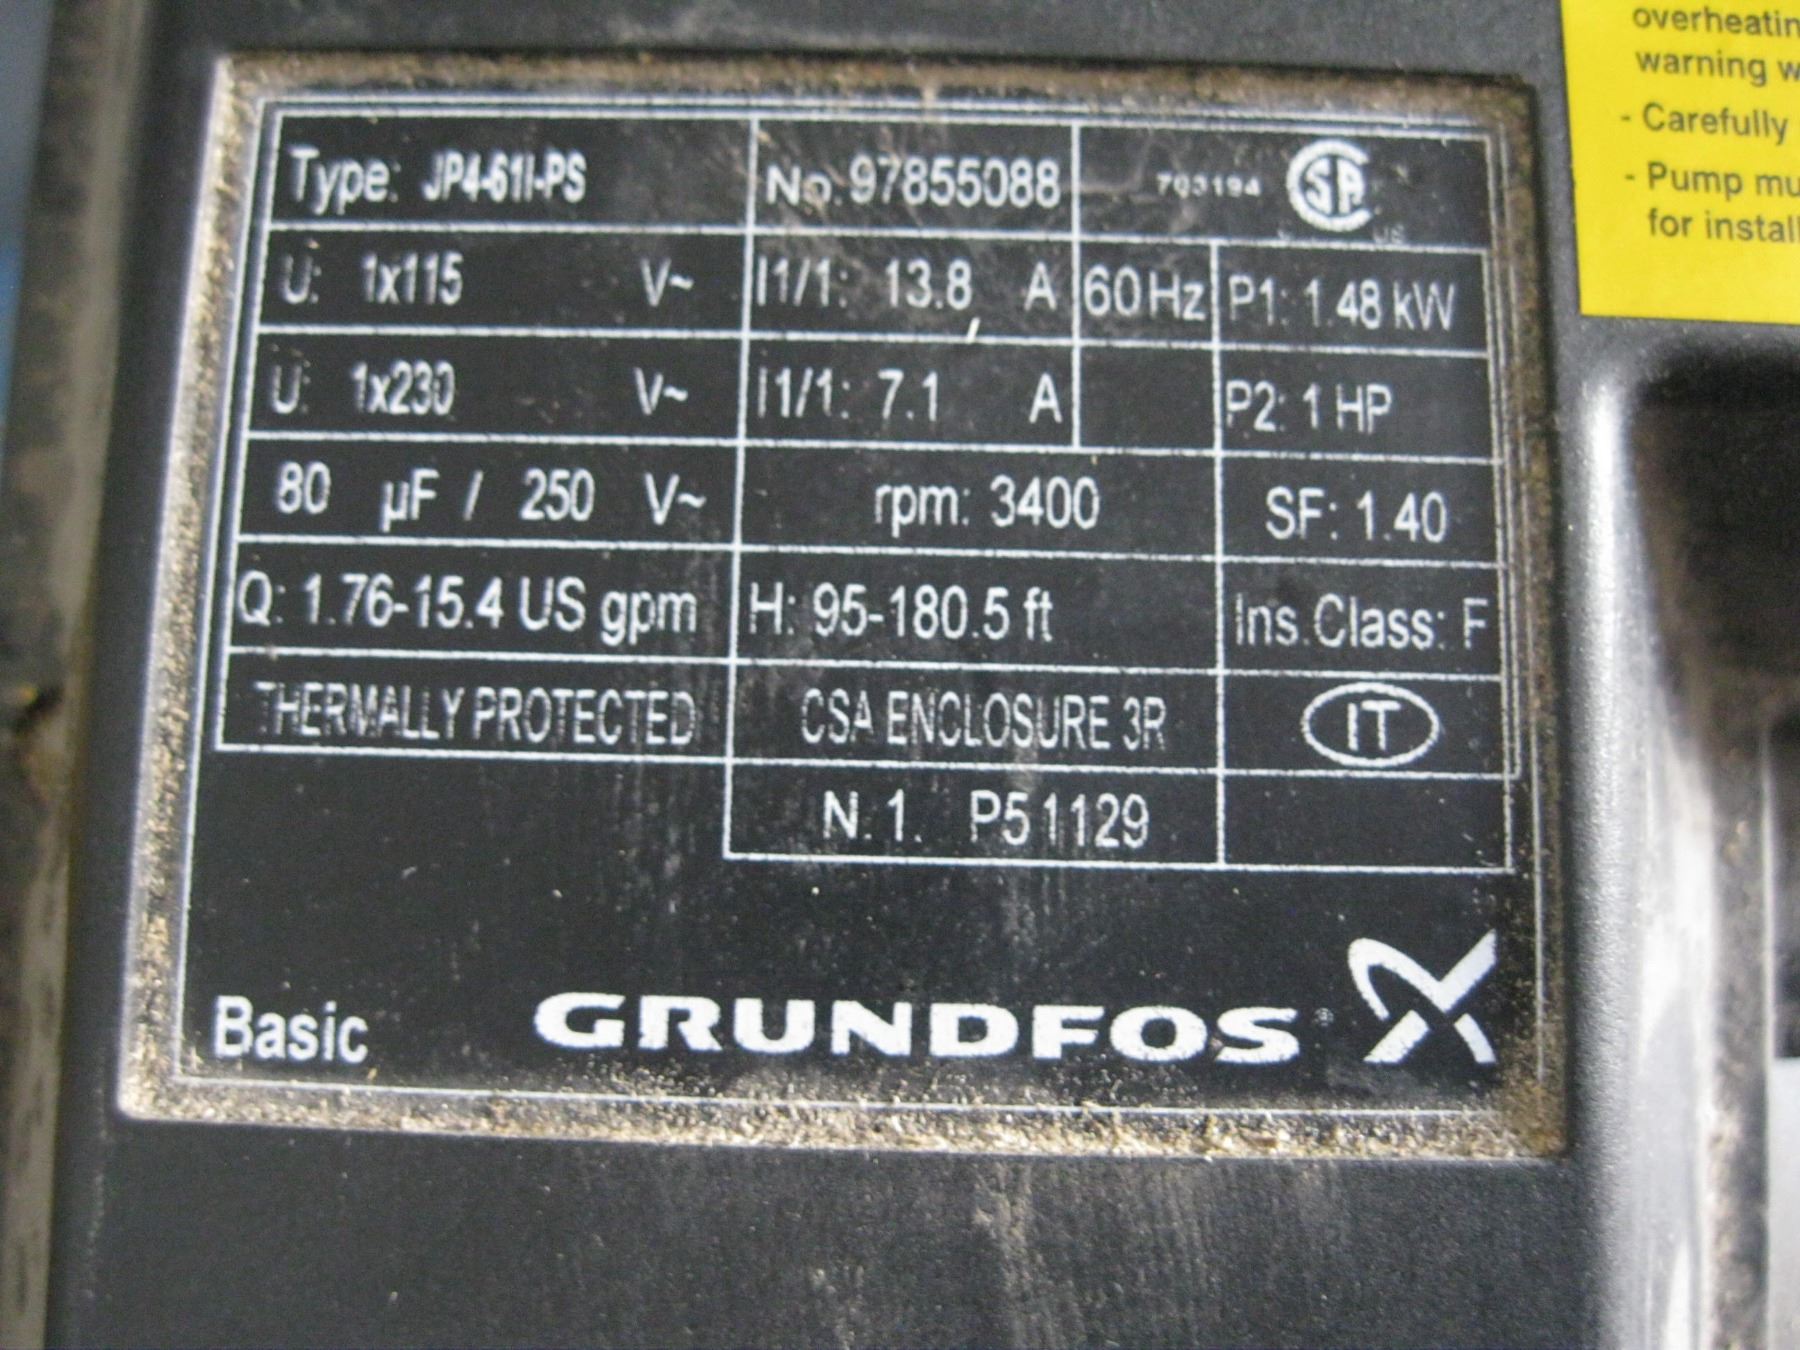 Type: JP4-61I-PS No. 97855088 703194 CSA US
U: 1x115 V~ I1/1: 13.8 A 60Hz P1: 1.48 kW
U: 1x230 V~ I1/1: 7.1 A P2: 1 HP
80 µF / 250 V~ rpm: 3400 SF: 1.40
Q: 1.76-15.4 US gpm H: 95-180.5 ft Ins.Class: F
THERMALLY PROTECTED CSA ENCLOSURE 3R IT
N.1. P51129
Basic GRUNDFOS
warning
- Carefully
- Pump
for